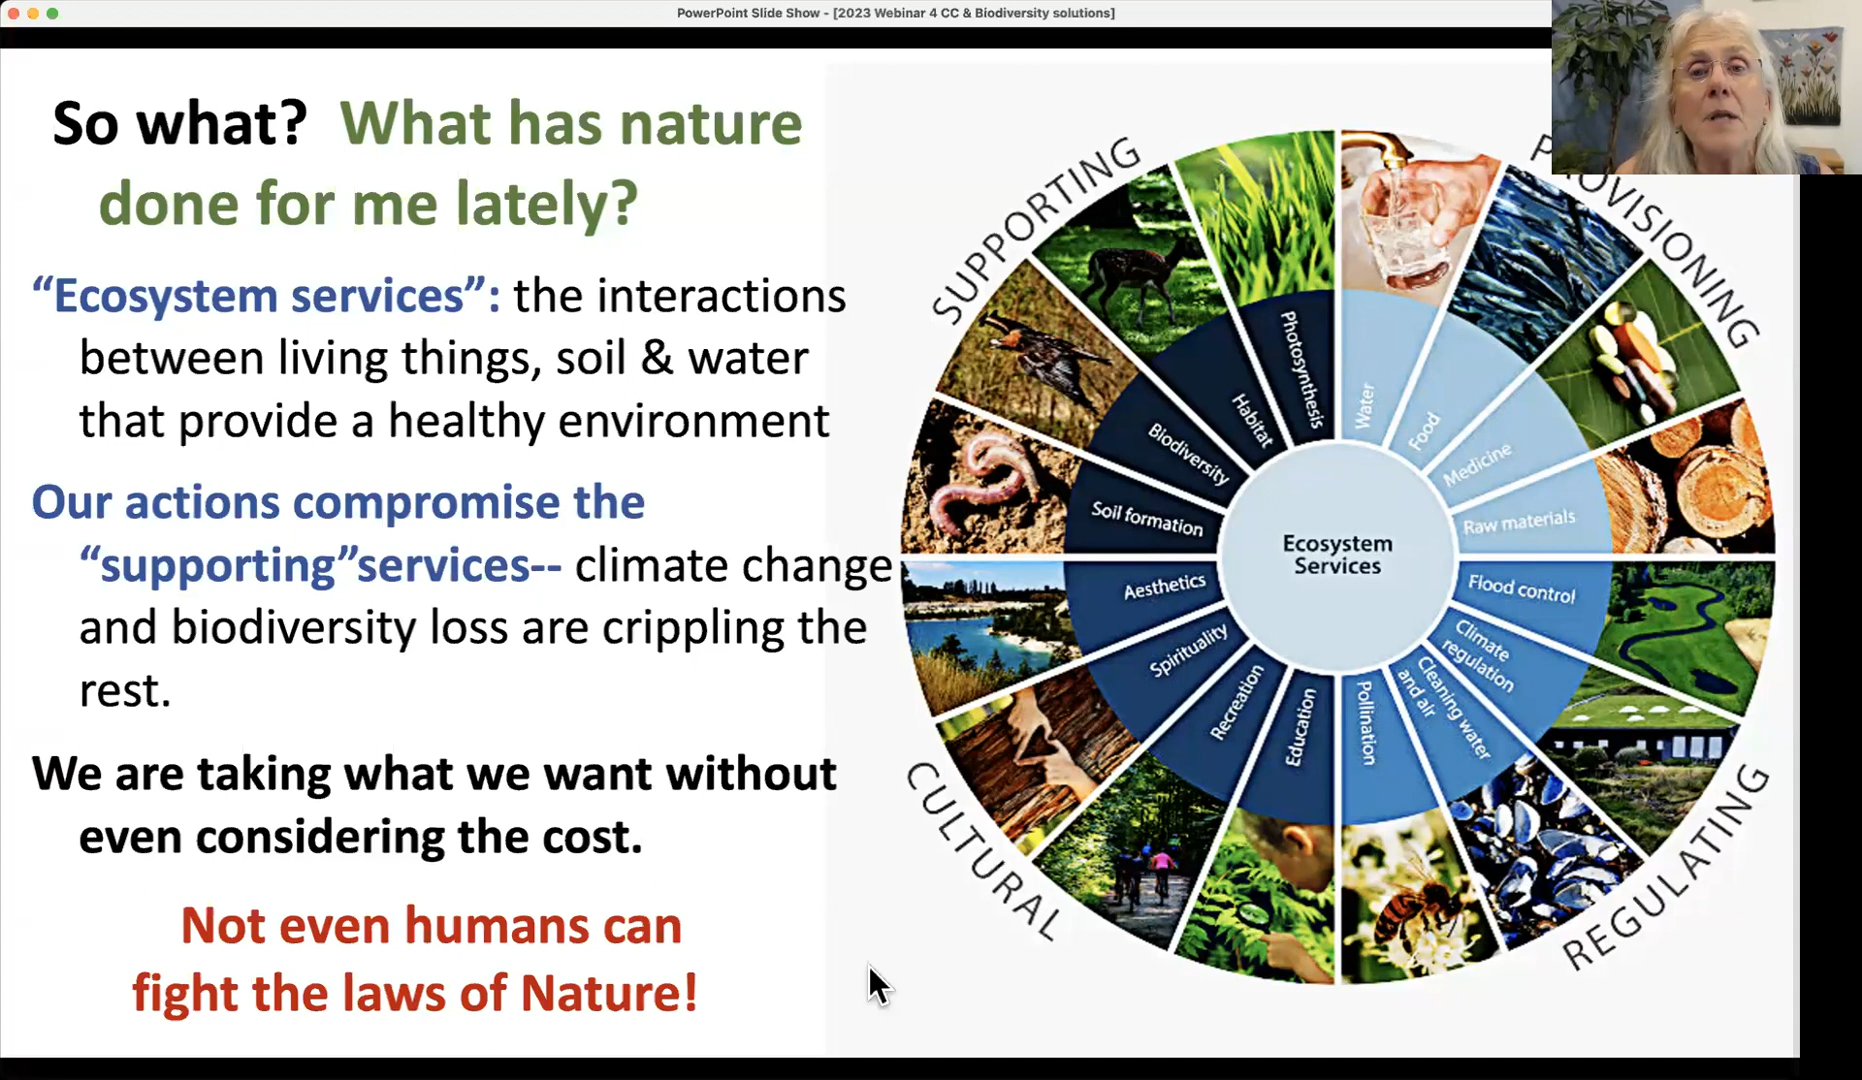 PowerPoint Slide Show - [2023 Webinar 4 CC & Biodiversity solutions]
So what? What has nature
done for me lately?
“Ecosystem services”: the interactions
between living things, soil & water
that provide a healthy environment
Our actions compromise the
“supporting”services-- climate change
and biodiversity loss are crippling the
rest.
We are taking what we want without
even considering the cost.
Not even humans can
fight the laws of Nature!
SUPPORTING
PROVISIONING
Photosynthesis
Habitat
Biodiversity
Soil formation
Water
Food
Medicine
Raw materials
Ecosystem
Services
Aesthetics
Spirituality
Recreation
Education
Flood control
Climate
regulation
Cleaning water
and air
Pollination
CULTURAL
REGULATING